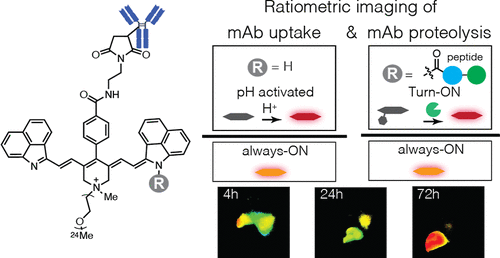 Ratiometric imaging of
mAb uptake & mAb proteolysis
R = H
pH activated
H+
always-ON
R = peptide
Turn-ON
always-ON
4h
24h
72h
O
N
O
NH
O
N
N
R
N+
Me
O
24Me